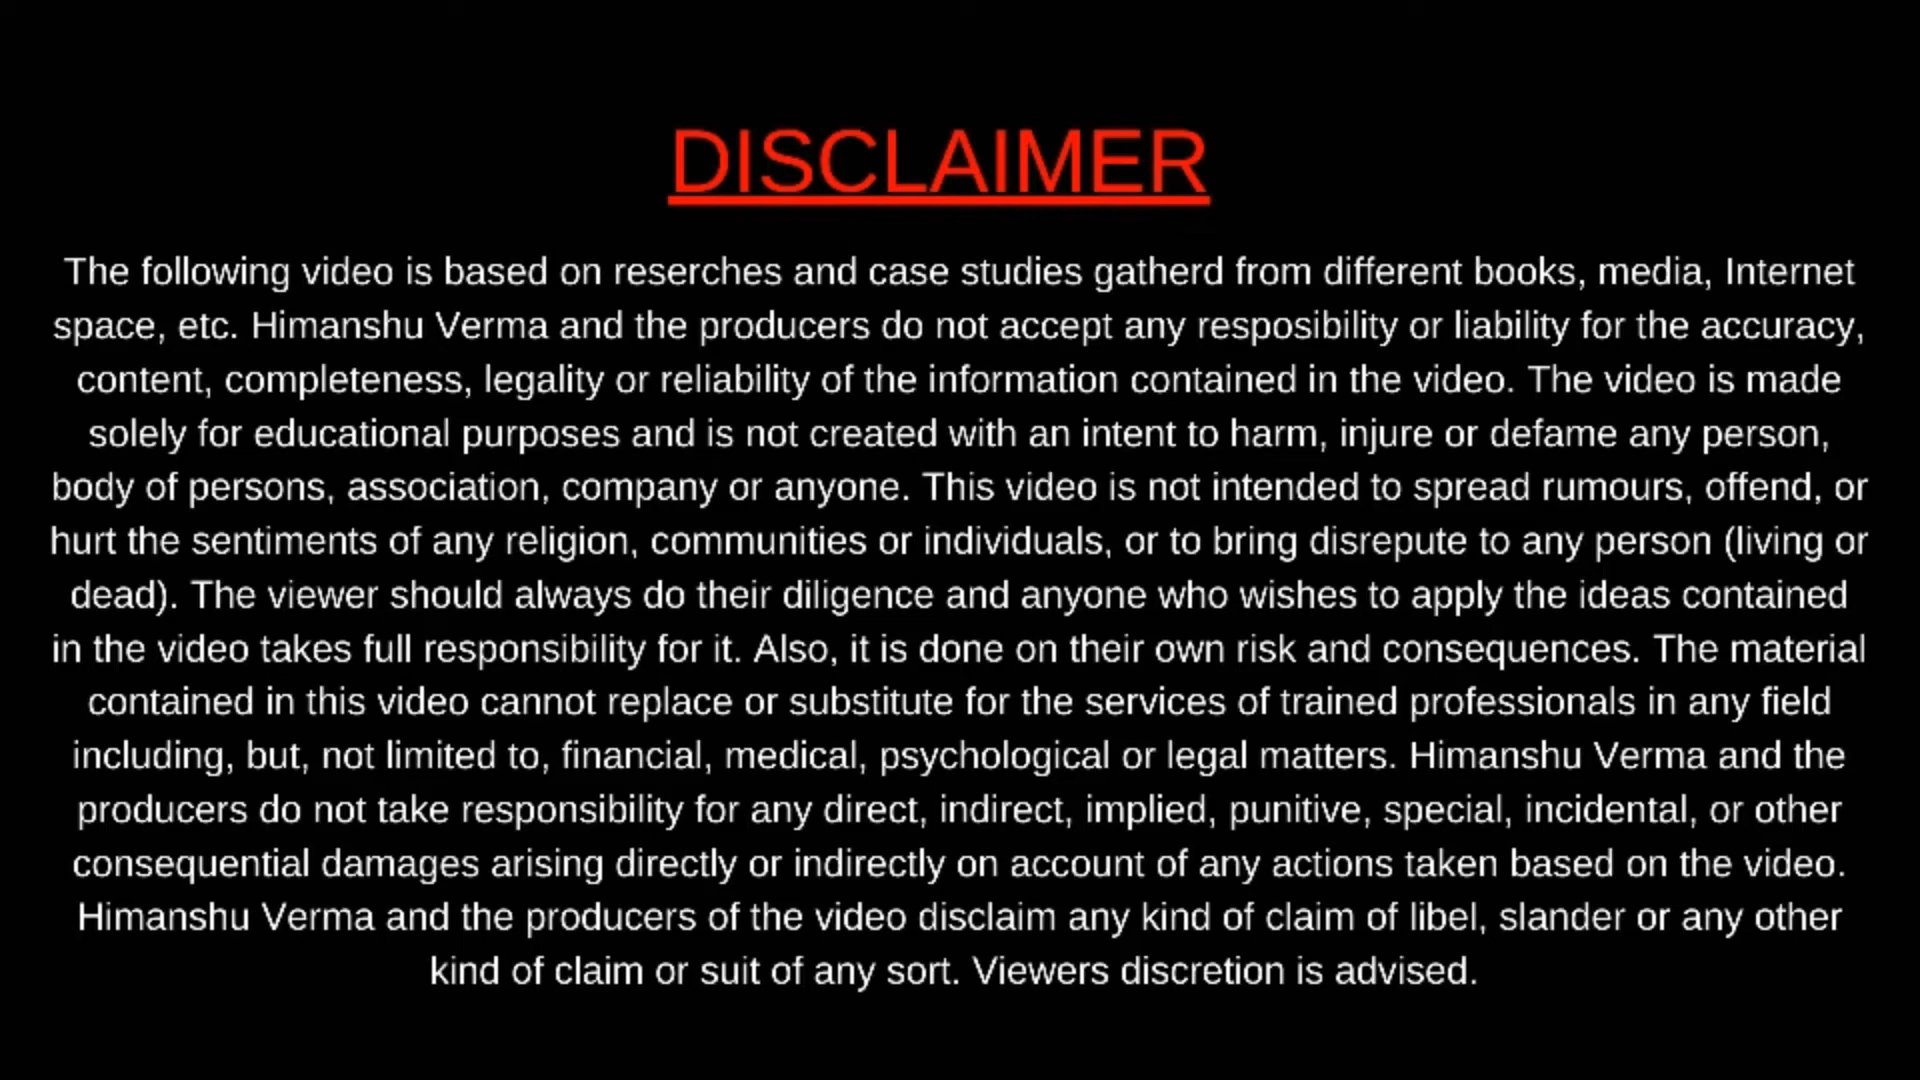 DISCLAIMER
The following video is based on reserches and case studies gatherd from different books, media, Internet
space, etc. Himanshu Verma and the producers do not accept any resposibility or liability for the accuracy,
content, completeness, legality or reliability of the information contained in the video. The video is made
solely for educational purposes and is not created with an intent to harm, injure or defame any person,
body of persons, association, company or anyone. This video is not intended to spread rumours, offend, or
hurt the sentiments of any religion, communities or individuals, or to bring disrepute to any person (living or
dead). The viewer should always do their diligence and anyone who wishes to apply the ideas contained
in the video takes full responsibility for it. Also, it is done on their own risk and consequences. The material
contained in this video cannot replace or substitute for the services of trained professionals in any field
including, but, not limited to, financial, medical, psychological or legal matters. Himanshu Verma and the
producers do not take responsibility for any direct, indirect, implied, punitive, special, incidental, or other
consequential damages arising directly or indirectly on account of any actions taken based on the video.
Himanshu Verma and the producers of the video disclaim any kind of claim of libel, slander or any other
kind of claim or suit of any sort. Viewers discretion is advised.